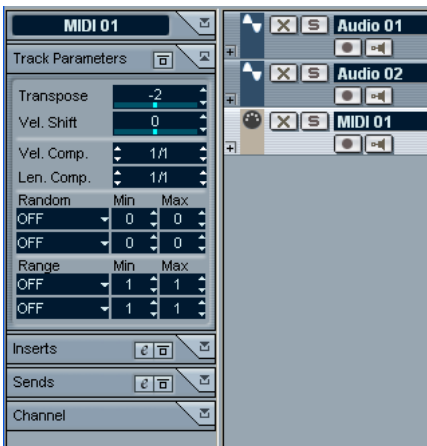 MIDI 01
Track Parameters
Transpose -2
Vel. Shift 0
Vel. Comp. 1/1
Len. Comp. 1/1
Random Min Max
OFF 0 0
OFF 0 0
Range Min Max
OFF 1 1
OFF 1 1
Inserts e
Sends e
Channel
X S Audio 01
+
X S Audio 02
+
X S MIDI 01
+